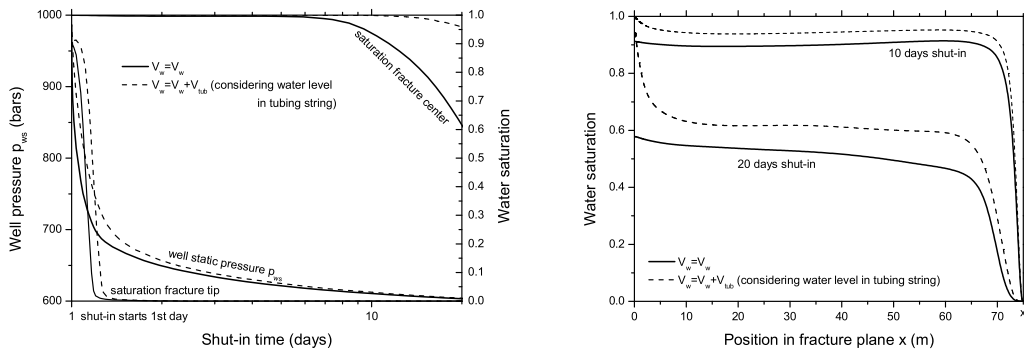 1000
900
800
700
600
Well pressure p_ws (bars)
1.0
0.9
0.8
0.7
0.6
0.5
0.4
0.3
0.2
0.1
0.0
Water saturation
V_w=V_w
V_w=V_w+V_tub (considering water level
in tubing string)
saturation fracture center
well static pressure p_ws
saturation fracture tip
1 shut-in starts 1st day
10
Shut-in time (days)
1.0
0.8
0.6
0.4
0.2
0.0
Water saturation
10 days shut-in
20 days shut-in
V_w=V_w
V_w=V_w+V_tub (considering water level in tubing string)
0 10 20 30 40 50 60 70
Position in fracture plane x (m)